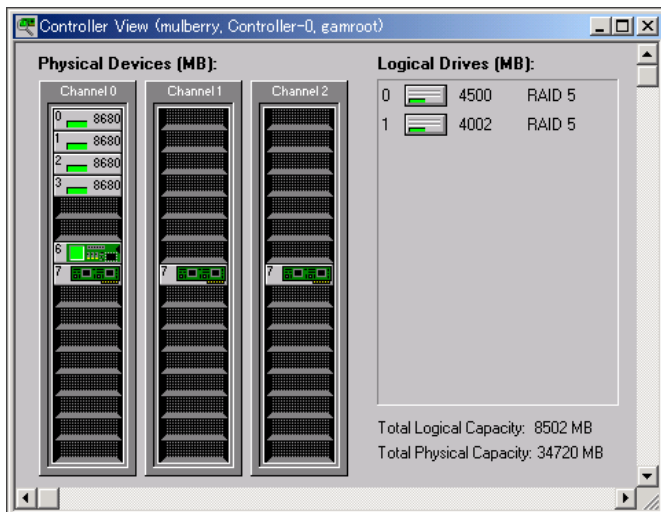 Controller View (mulberry, Controller-0, gamroot)
Physical Devices (MB):
Logical Drives (MB):
Channel 0
Channel 1
Channel 2
0 8680
1 8680
2 8680
3 8680
6
7
7
7
0 4500 RAID 5
1 4002 RAID 5
Total Logical Capacity: 8502 MB
Total Physical Capacity: 34720 MB